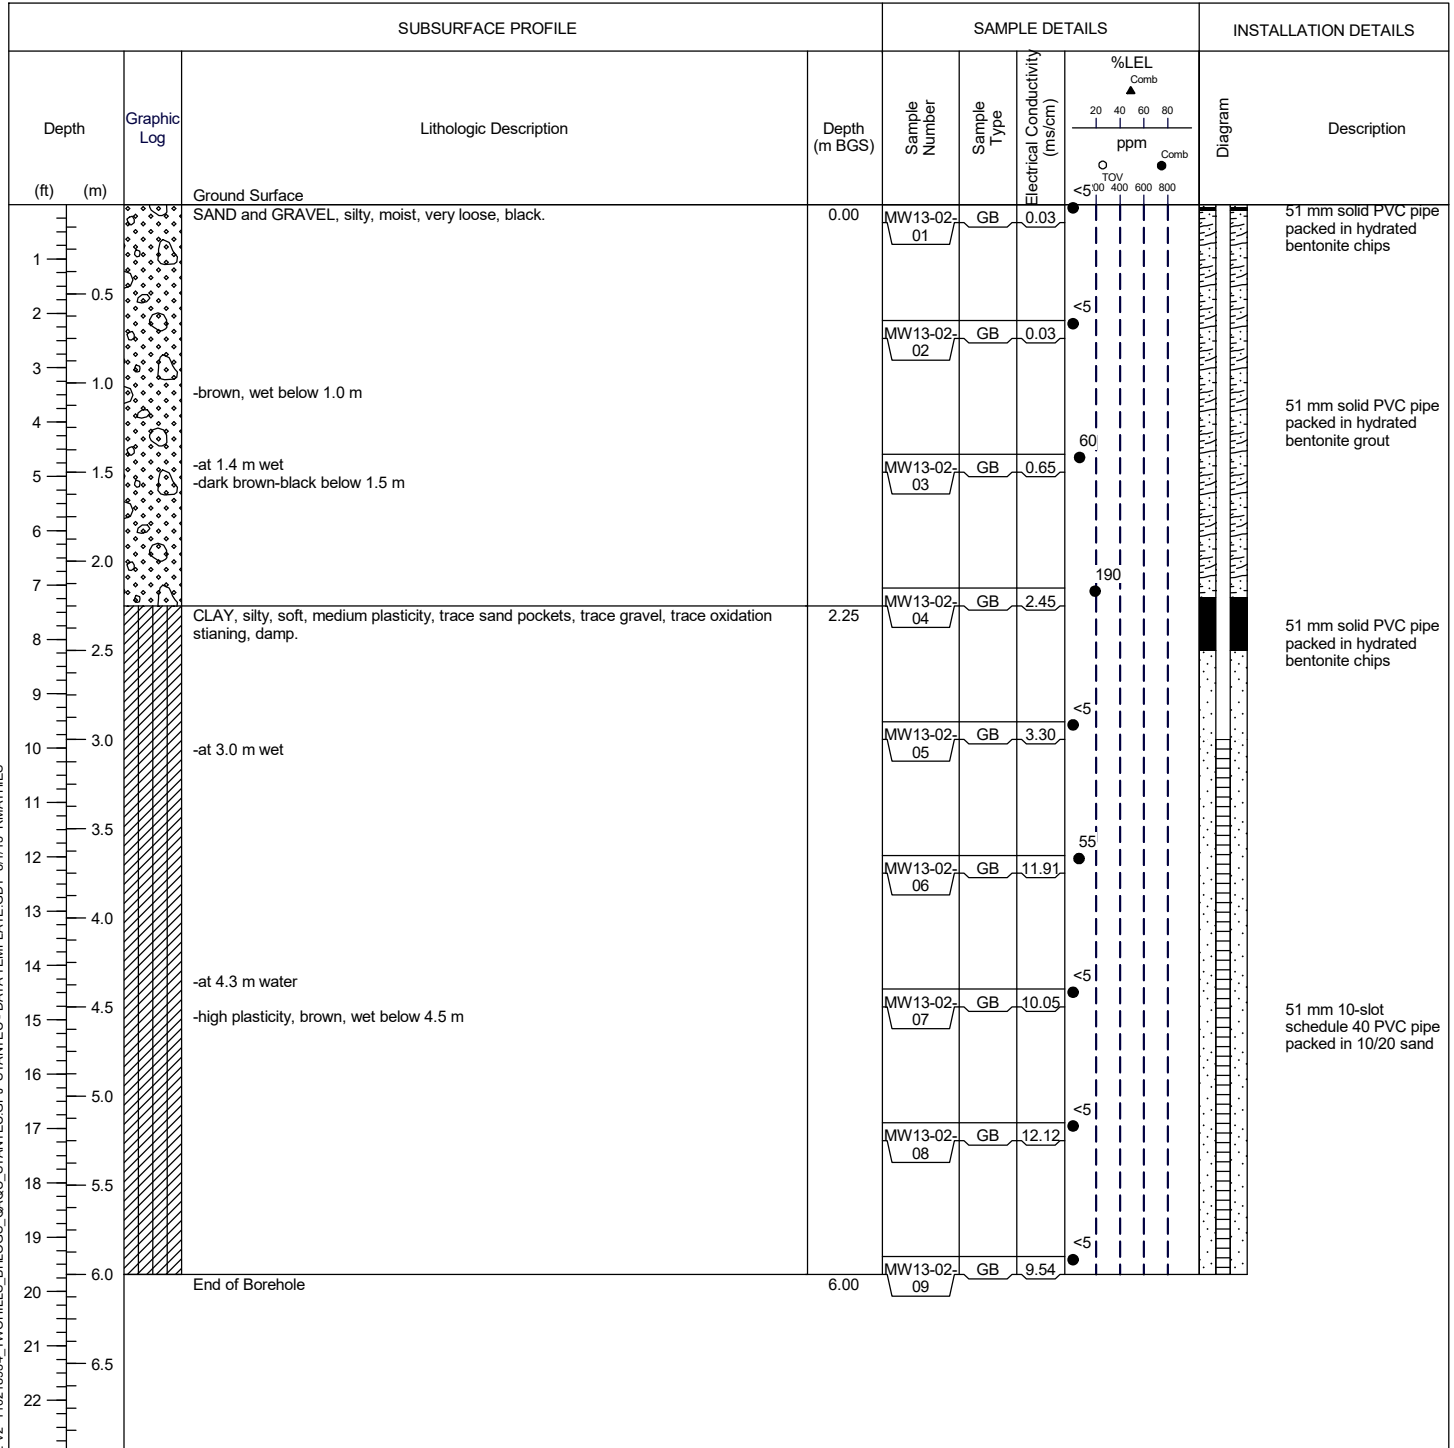 SUBSURFACE PROFILE
SAMPLE DETAILS
INSTALLATION DETAILS
Depth
(ft)
(m)
Graphic
Log
Lithologic Description
Depth
(m BGS)
Sample
Number
Sample
Type
Electrical Conductivity
(ms/cm)
%LEL
Comb
20 40 60 80
ppm
TOV
Comb
400 600 800
Diagram
Description
Ground Surface
SAND and GRAVEL, silty, moist, very loose, black.
0.00
-brown, wet below 1.0 m
-at 1.4 m wet
-dark brown-black below 1.5 m
CLAY, silty, soft, medium plasticity, trace sand pockets, trace gravel, trace oxidation
stianing, damp.
2.25
-at 3.0 m wet
-at 4.3 m water
-high plasticity, brown, wet below 4.5 m
End of Borehole
6.00
1
2
3
4
5
6
7
8
9
10
11
12
13
14
15
16
17
18
19
20
21
22
0.5
1.0
1.5
2.0
2.5
3.0
3.5
4.0
4.5
5.0
5.5
6.0
6.5
MW13-02-
01
GB
0.03
<5
MW13-02-
02
GB
0.03
<5
MW13-02-
03
GB
0.65
60
MW13-02-
04
GB
2.45
190
MW13-02-
05
GB
3.30
<5
MW13-02-
06
GB
11.91
55
MW13-02-
07
GB
10.05
<5
MW13-02-
08
GB
12.12
<5
MW13-02-
09
GB
9.54
<5
51 mm solid PVC pipe
packed in hydrated
bentonite chips
51 mm solid PVC pipe
packed in hydrated
bentonite grout
51 mm solid PVC pipe
packed in hydrated
bentonite chips
51 mm 10-slot
schedule 40 PVC pipe
packed in 10/20 sand